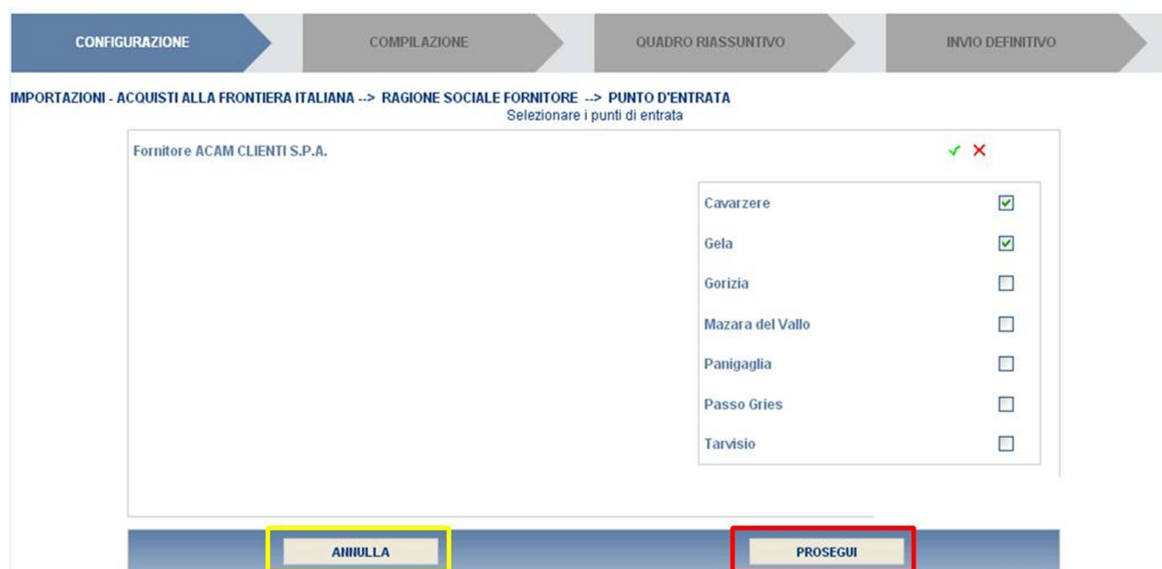 CONFIGURAZIONE COMPILAZIONE QUADRO RIASSUNTIVO INVIO DEFINITIVO
IMPORTAZIONI - ACQUISTI ALLA FRONTIERA ITALIANA --> RAGIONE SOCIALE FORNITORE --> PUNTO D'ENTRATA
Selezionare i punti di entrata
Fornitore ACAM CLIENTI S.P.A.
Cavarzere
Gela
Gorizia
Mazara del Vallo
Panigaglia
Passo Gries
Tarvisio
ANNULLA PROSEGUI